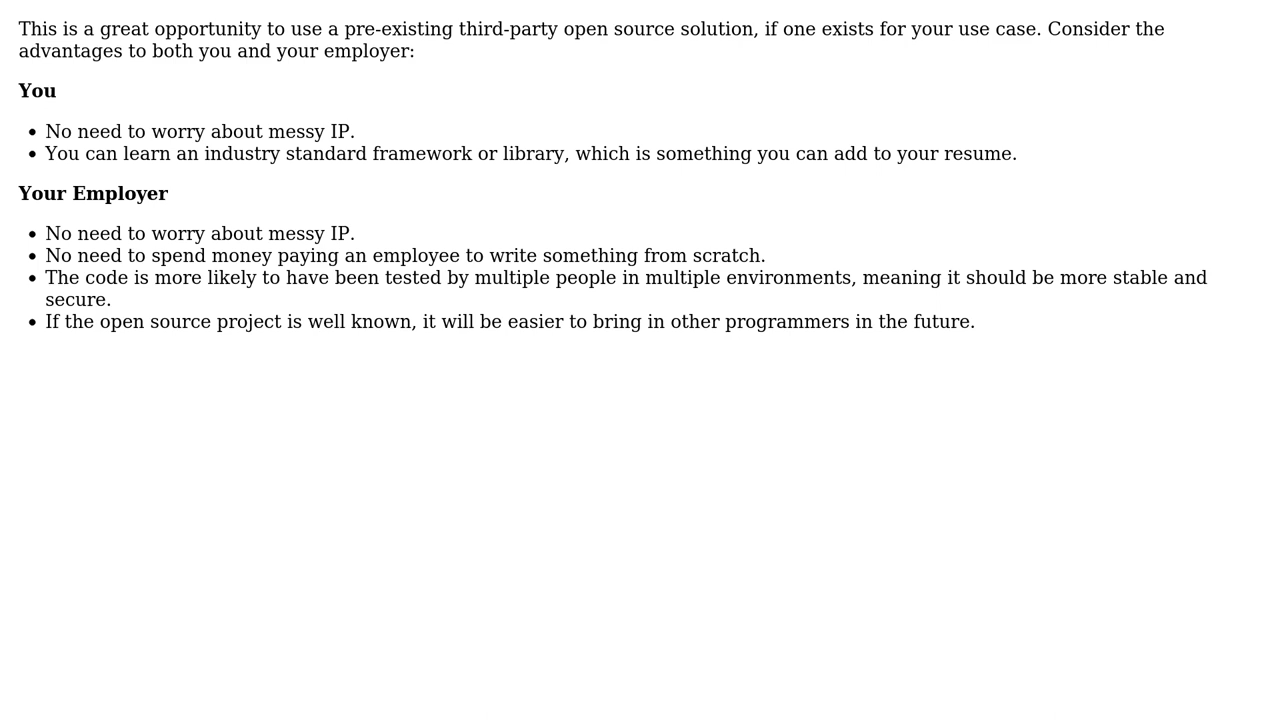 This is a great opportunity to use a pre-existing third-party open source solution, if one exists for your use case. Consider the
advantages to both you and your employer:
You
• No need to worry about messy IP.
• You can learn an industry standard framework or library, which is something you can add to your resume.
Your Employer
• No need to worry about messy IP.
• No need to spend money paying an employee to write something from scratch.
• The code is more likely to have been tested by multiple people in multiple environments, meaning it should be more stable and
secure.
• If the open source project is well known, it will be easier to bring in other programmers in the future.